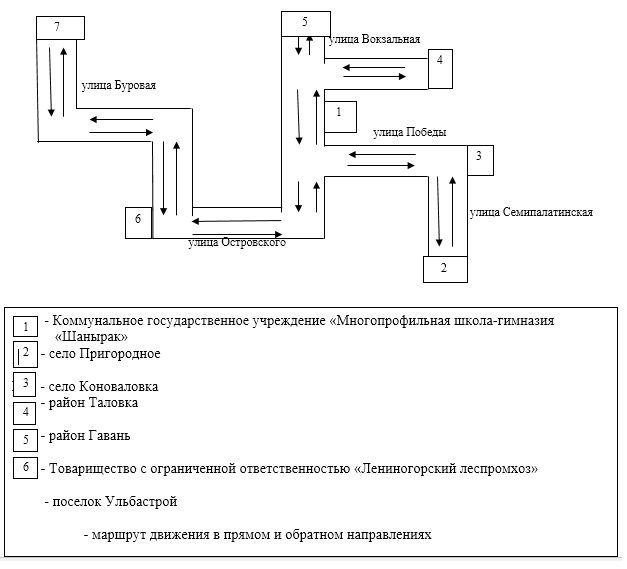 7
5
улица Вокзальная
4
улица Буровая
1
улица Победы
3
6
улица Семипалатинская
улица Островского
2
1 - Коммунальное государственное учреждение «Многопрофильная школа-гимназия
«Шанырак»
2 - село Пригородное
3 - село Коноваловка
4 - район Таловка
5 - район Гавань
6 - Товарищество с ограниченной ответственностью «Лениногорский леспромхоз»
- поселок Ульбастрой
- маршрут движения в прямом и обратном направлениях